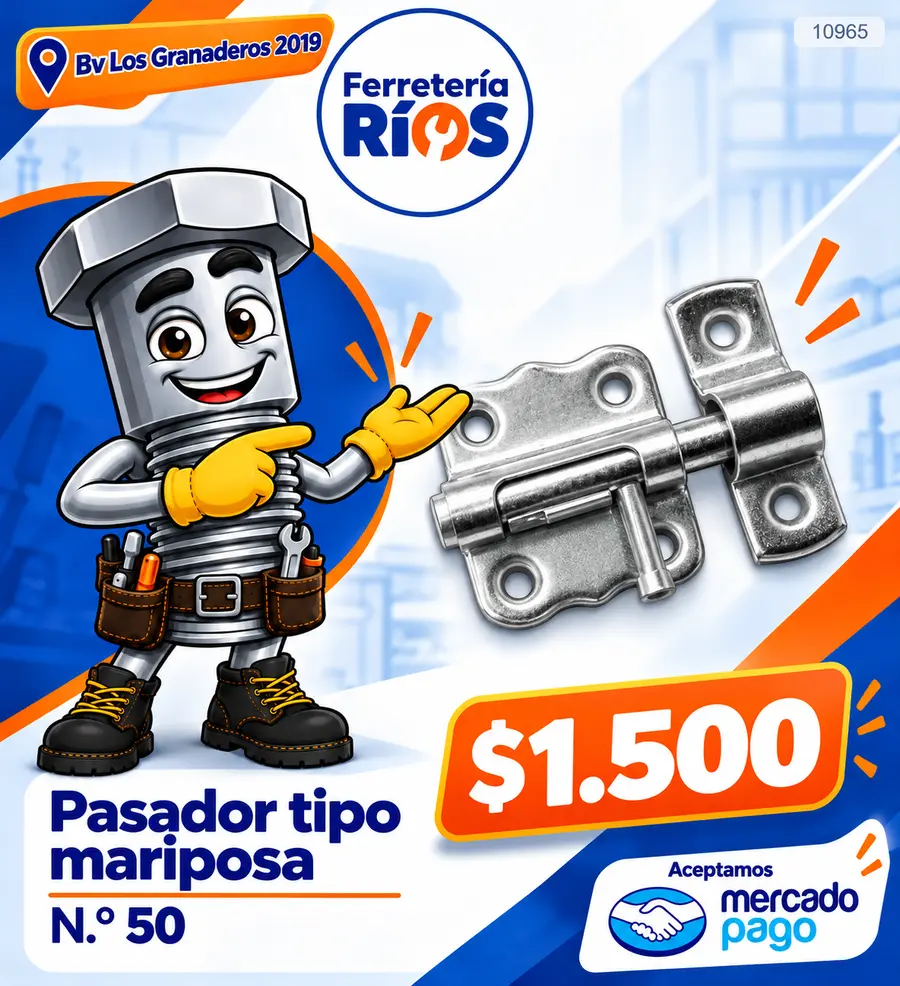 Bv Los Granaderos 2019
Ferretería
RÍOS
10965
$1.500
Pasador tipo
mariposa
N.º 50
Aceptamos
mercado
pago